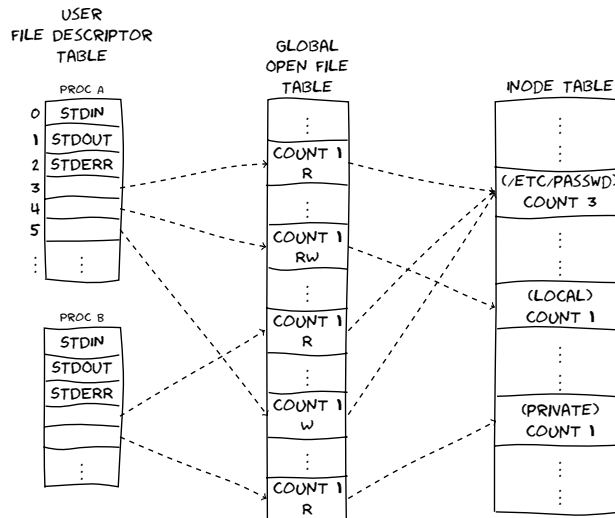 USER
FILE DESCRIPTOR
TABLE
PROC A
0 STDIN
1 STDOUT
2 STDERR
3
4
5
PROC B
STDIN
STDOUT
STDERR
GLOBAL
OPEN FILE
TABLE
COUNT 1
R
COUNT 1
RW
COUNT 1
R
COUNT 1
W
COUNT 1
R
INODE TABLE
(/ETC/PASSWD)
COUNT 3
(LOCAL)
COUNT 1
(PRIVATE)
COUNT 1